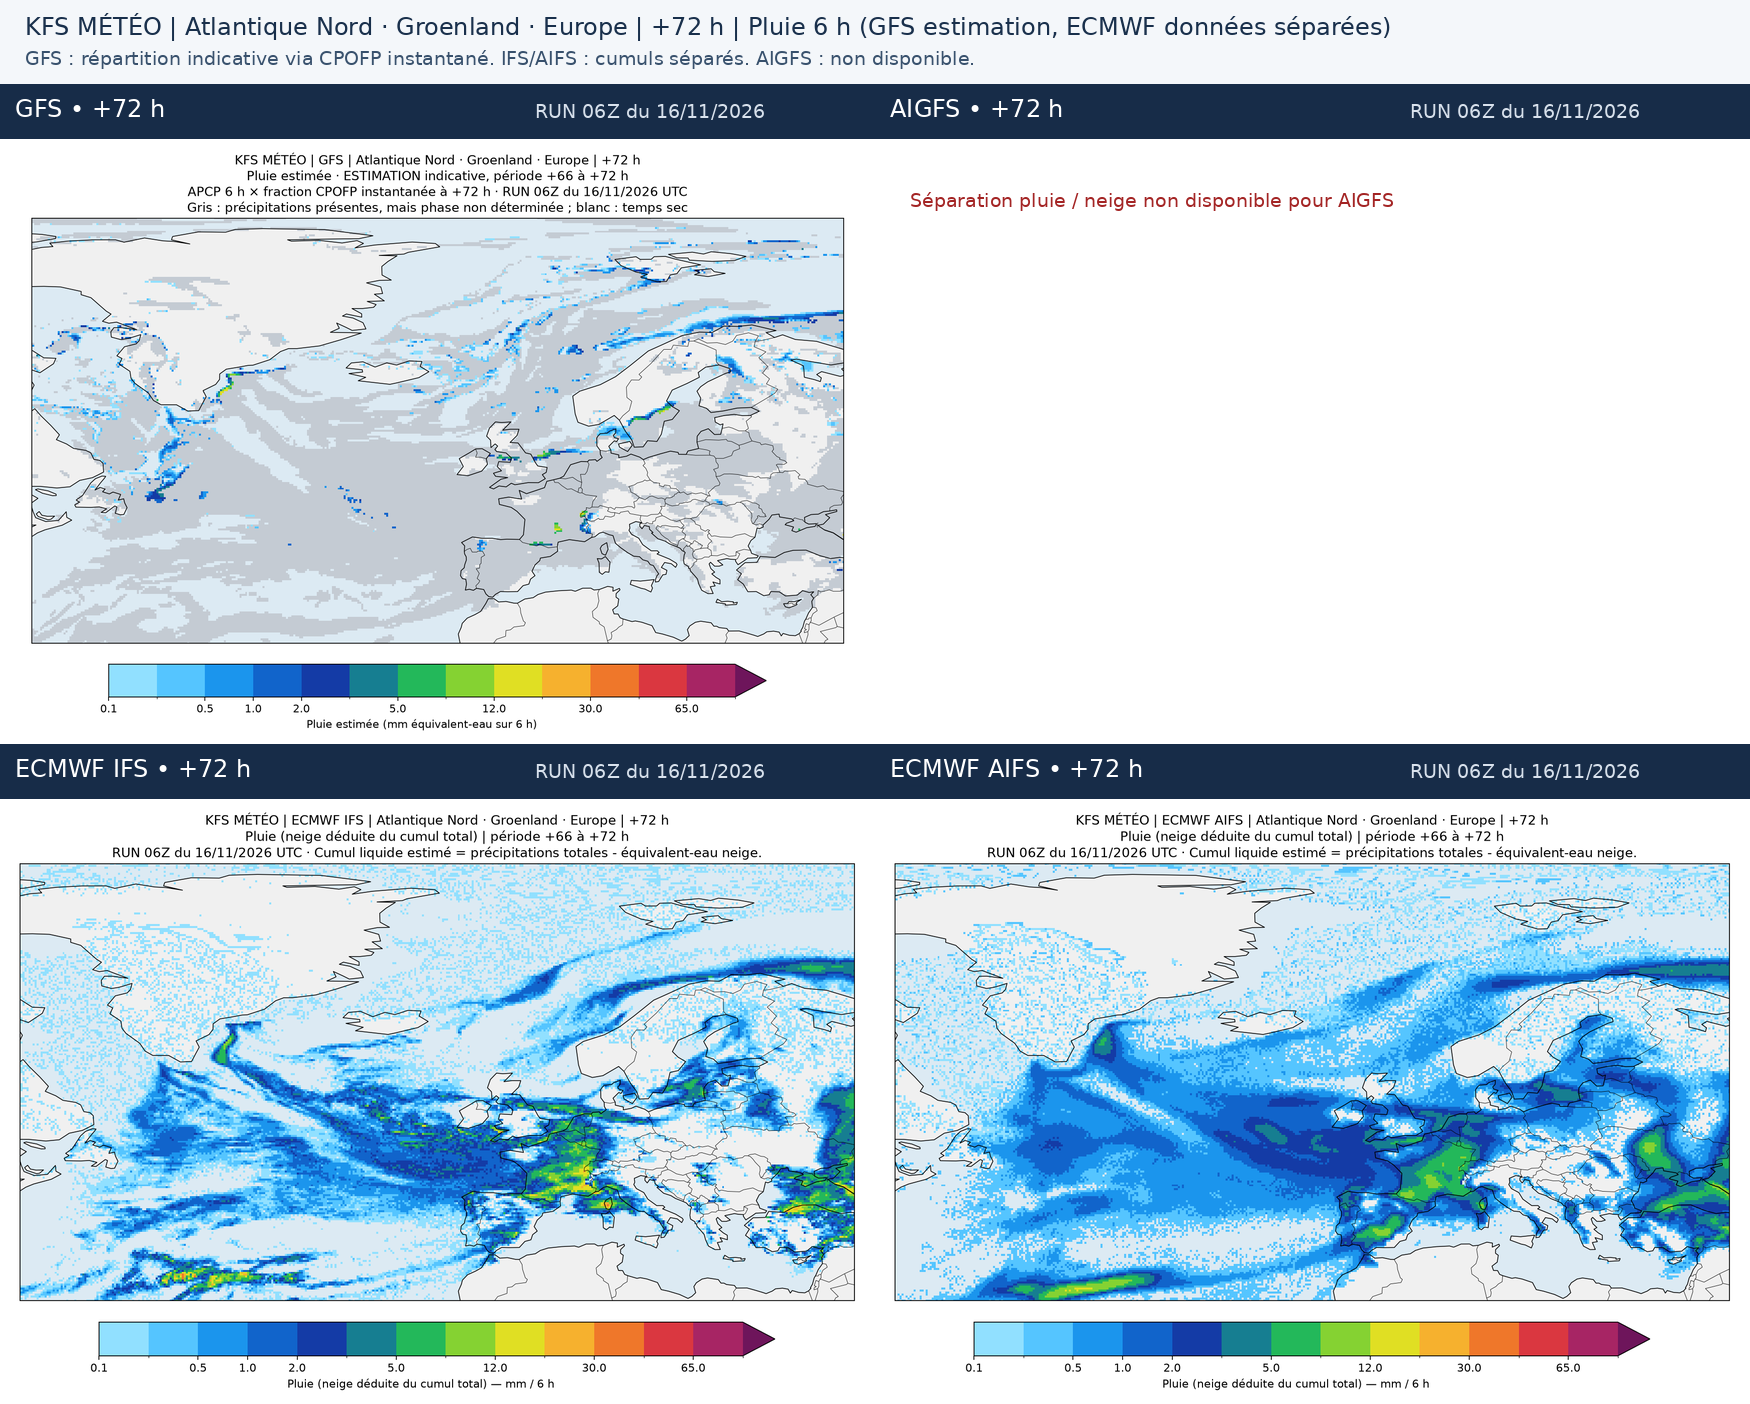 KFS MÉTÉO | Atlantique Nord · Groenland · Europe | +72 h | Pluie 6 h (GFS estimation, ECMWF données séparées)
GFS : répartition indicative via CPOFP instantané. IFS/AIFS : cumuls séparés. AIGFS : non disponible.
GFS • +72 h
RUN 06Z du 16/11/2026
AIGFS • +72 h
RUN 06Z du 16/11/2026
KFS MÉTÉO | GFS | Atlantique Nord · Groenland · Europe | +72 h
Pluie estimée · ESTIMATION indicative, période +66 à +72 h
APCP 6 h × fraction CPOFP instantanée à +72 h · RUN 06Z du 16/11/2026 UTC
Gris : précipitations présentes, mais phase non déterminée ; blanc : temps sec
Séparation pluie / neige non disponible pour AIGFS
0.1 0.5 1.0 2.0 5.0 12.0 30.0 65.0
Pluie estimée (mm équivalent-eau sur 6 h)
ECMWF IFS • +72 h
RUN 06Z du 16/11/2026
ECMWF AIFS • +72 h
RUN 06Z du 16/11/2026
KFS MÉTÉO | ECMWF IFS | Atlantique Nord · Groenland · Europe | +72 h
Pluie (neige déduite du cumul total) | période +66 à +72 h
RUN 06Z du 16/11/2026 UTC · Cumul liquide estimé = précipitations totales - équivalent-eau neige.
0.1 0.5 1.0 2.0 5.0 12.0 30.0 65.0
Pluie (neige déduite du cumul total) — mm / 6 h
KFS MÉTÉO | ECMWF AIFS | Atlantique Nord · Groenland · Europe | +72 h
Pluie (neige déduite du cumul total) | période +66 à +72 h
RUN 06Z du 16/11/2026 UTC · Cumul liquide estimé = précipitations totales - équivalent-eau neige.
0.1 0.5 1.0 2.0 5.0 12.0 30.0 65.0
Pluie (neige déduite du cumul total) — mm / 6 h